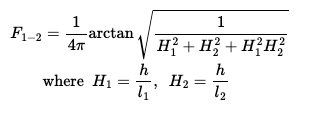 $F_{1-2} = \frac{1}{4\pi} \arctan \sqrt{\frac{1}{H_1^2 + H_2^2 + H_1^2 H_2^2}}$
where $H_1 = \frac{h}{l_1}$, $H_2 = \frac{h}{l_2}$